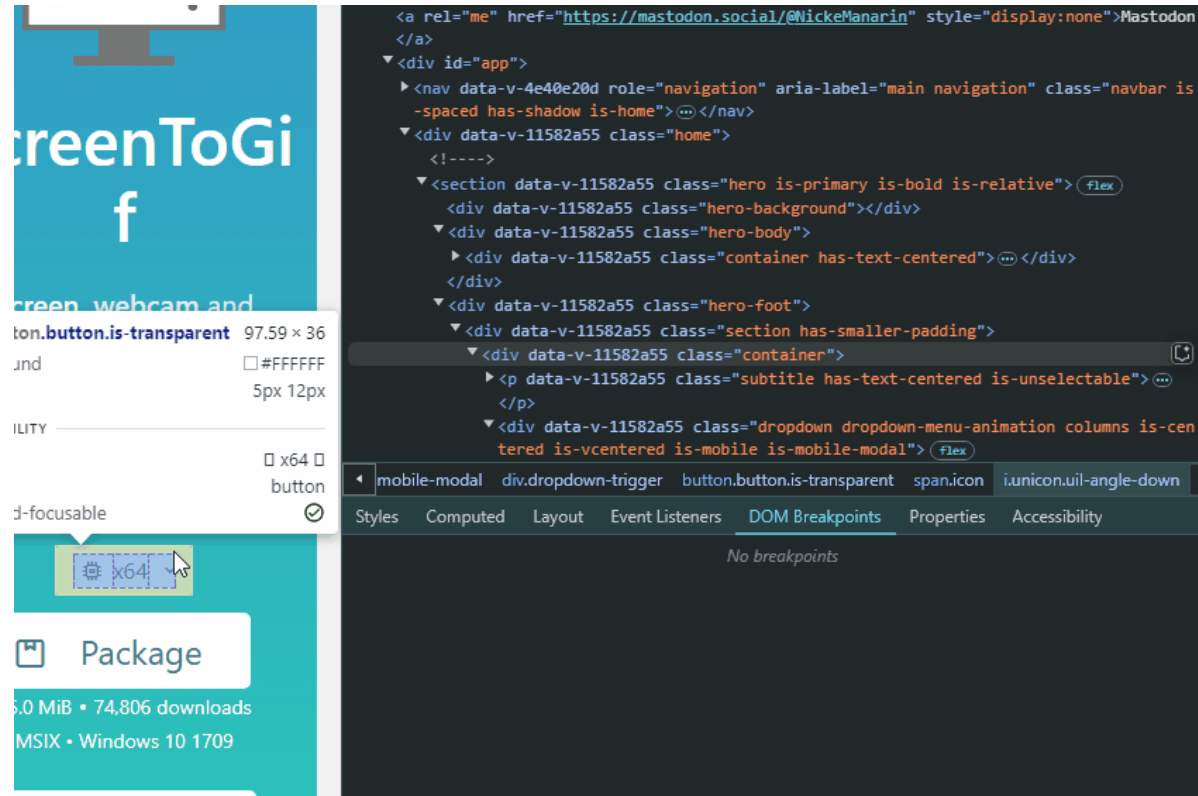 creenToGi
f
creen, webcam and
ton.button.is-transparent 97.59 × 36
und #FFFFFF
5px 12px
ILITY
x64
button
d-focusable
x64
Package
5.0 MiB • 74,806 downloads
MSIX • Windows 10 1709
<a rel="me" href="https://mastodon.social/@NickeManarin" style="display:none">Mastodon
</a>
<div id="app">
<nav data-v-4e40e20d role="navigation" aria-label="main navigation" class="navbar is
-spaced has-shadow is-home"> </nav>
<div data-v-11582a55 class="home">
<!---->
<section data-v-11582a55 class="hero is-primary is-bold is-relative"> flex
<div data-v-11582a55 class="hero-background"></div>
<div data-v-11582a55 class="hero-body">
<div data-v-11582a55 class="container has-text-centered"> </div>
</div>
<div data-v-11582a55 class="hero-foot">
<div data-v-11582a55 class="section has-smaller-padding">
<div data-v-11582a55 class="container">
<p data-v-11582a55 class="subtitle has-text-centered is-unselectable">
</p>
<div data-v-11582a55 class="dropdown dropdown-menu-animation columns is-cen
tered is-vcentered is-mobile is-mobile-modal"> flex
mobile-modal div.dropdown-trigger button.button.is-transparent span.icon i.unicon.uil-angle-down
Styles Computed Layout Event Listeners DOM Breakpoints Properties Accessibility
No breakpoints